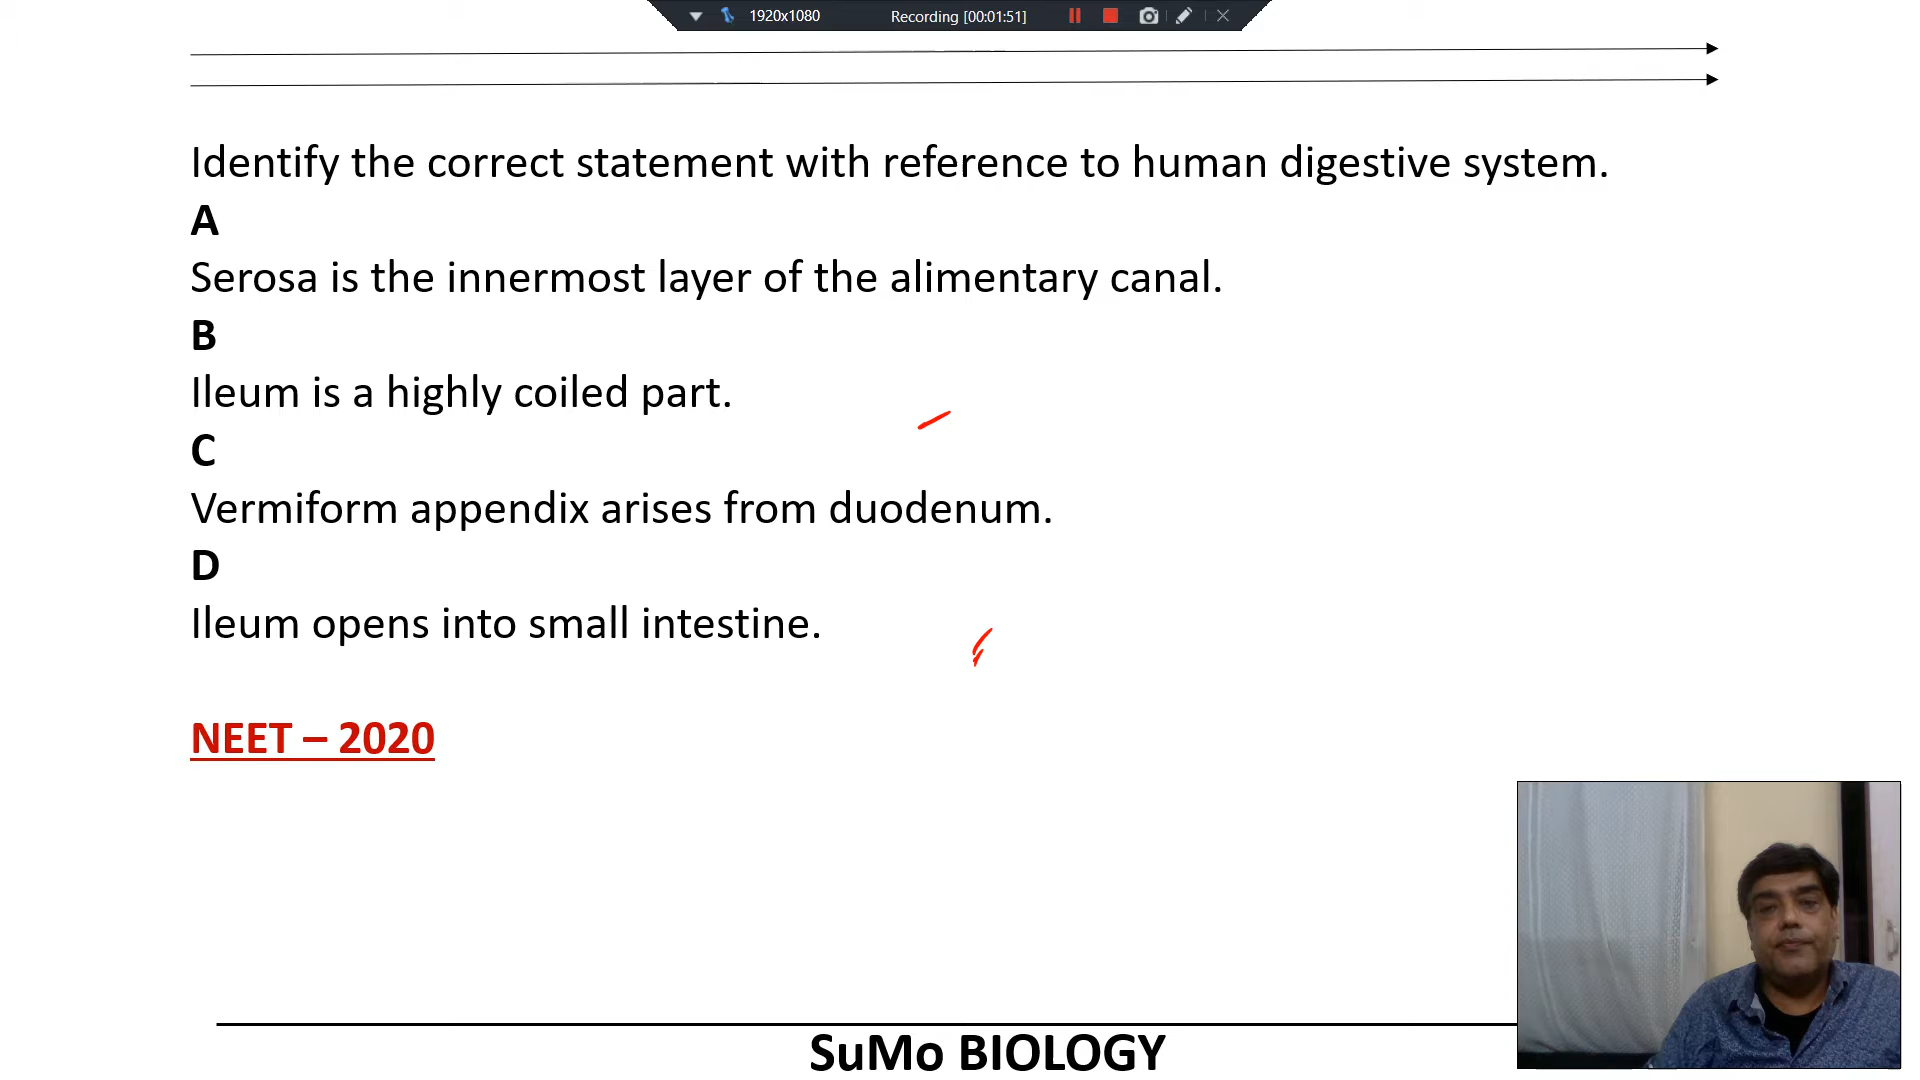 1920x1080 Recording [00:01:51]
Identify the correct statement with reference to human digestive system.
A
Serosa is the innermost layer of the alimentary canal.
B
Ileum is a highly coiled part.
C
Vermiform appendix arises from duodenum.
D
Ileum opens into small intestine.
NEET – 2020
SuMo BIOLOGY